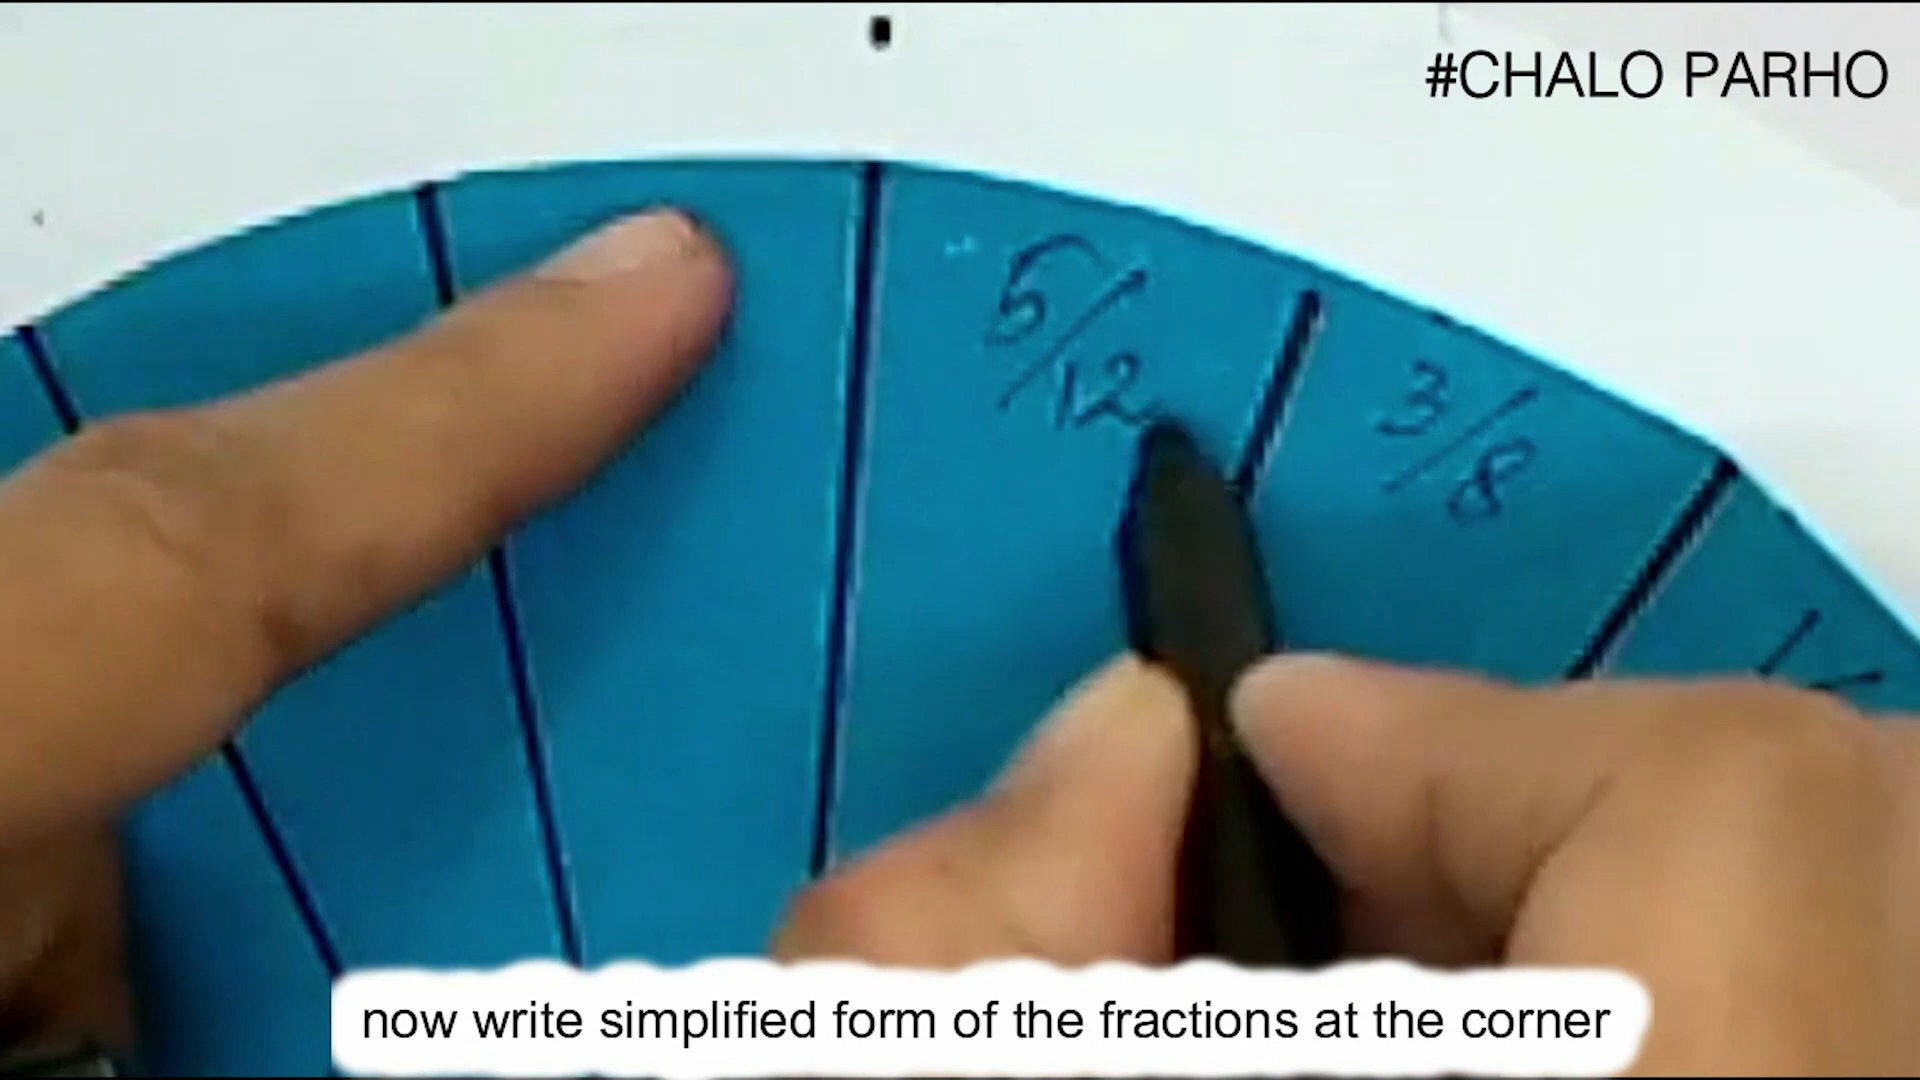 #CHALO PARHO
5/12
3/8
now write simplified form of the fractions at the corner